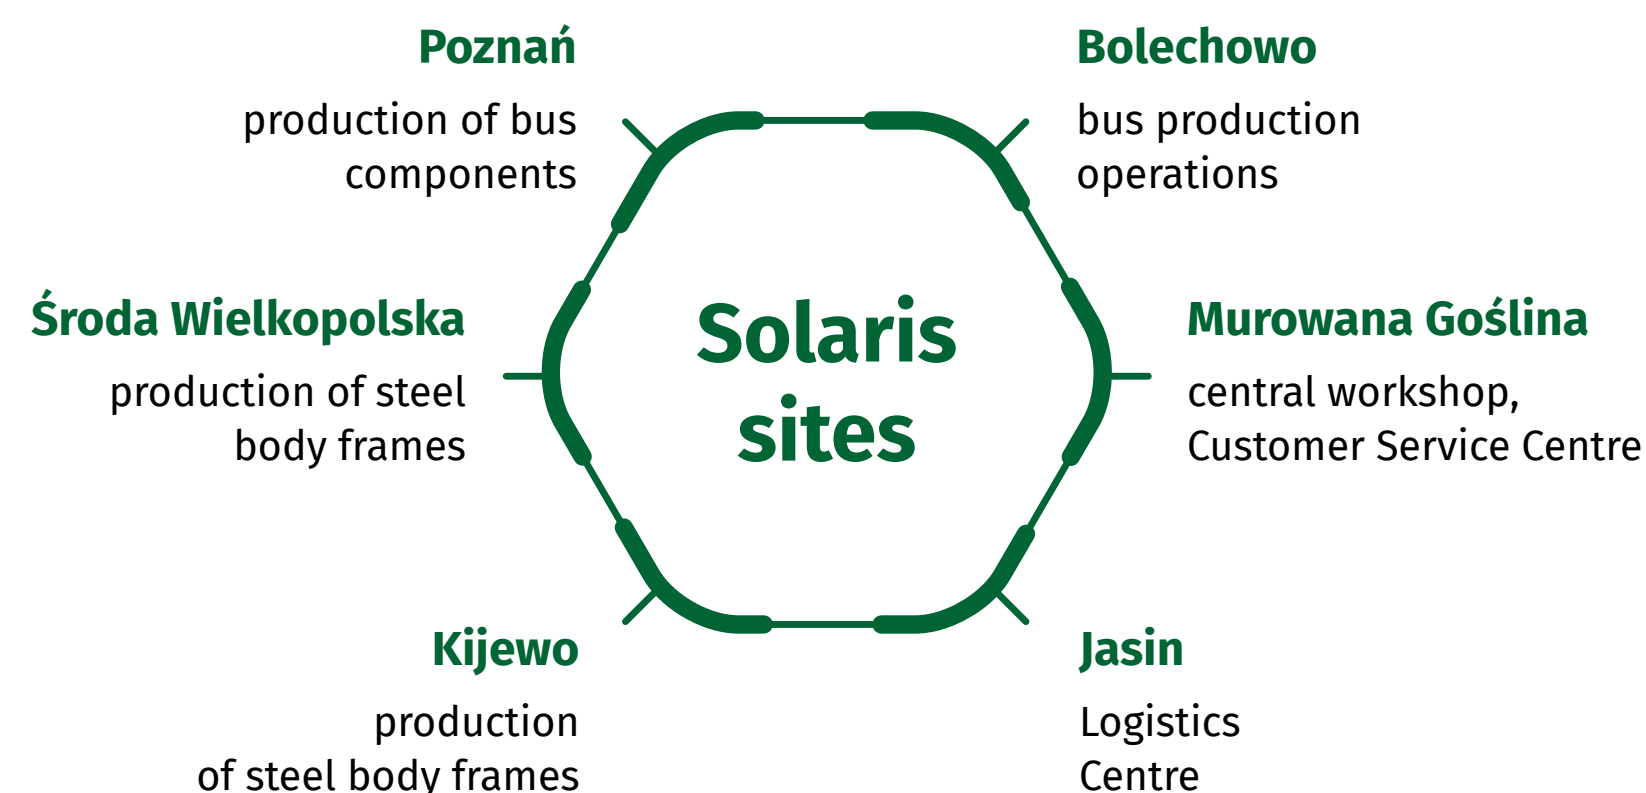 Poznań
production of bus
components
Bolechowo
bus production
operations
Środa Wielkopolska
production of steel
body frames
Solaris
sites
Murowana Goślina
central workshop,
Customer Service Centre
Kijewo
production
of steel body frames
Jasin
Logistics
Centre